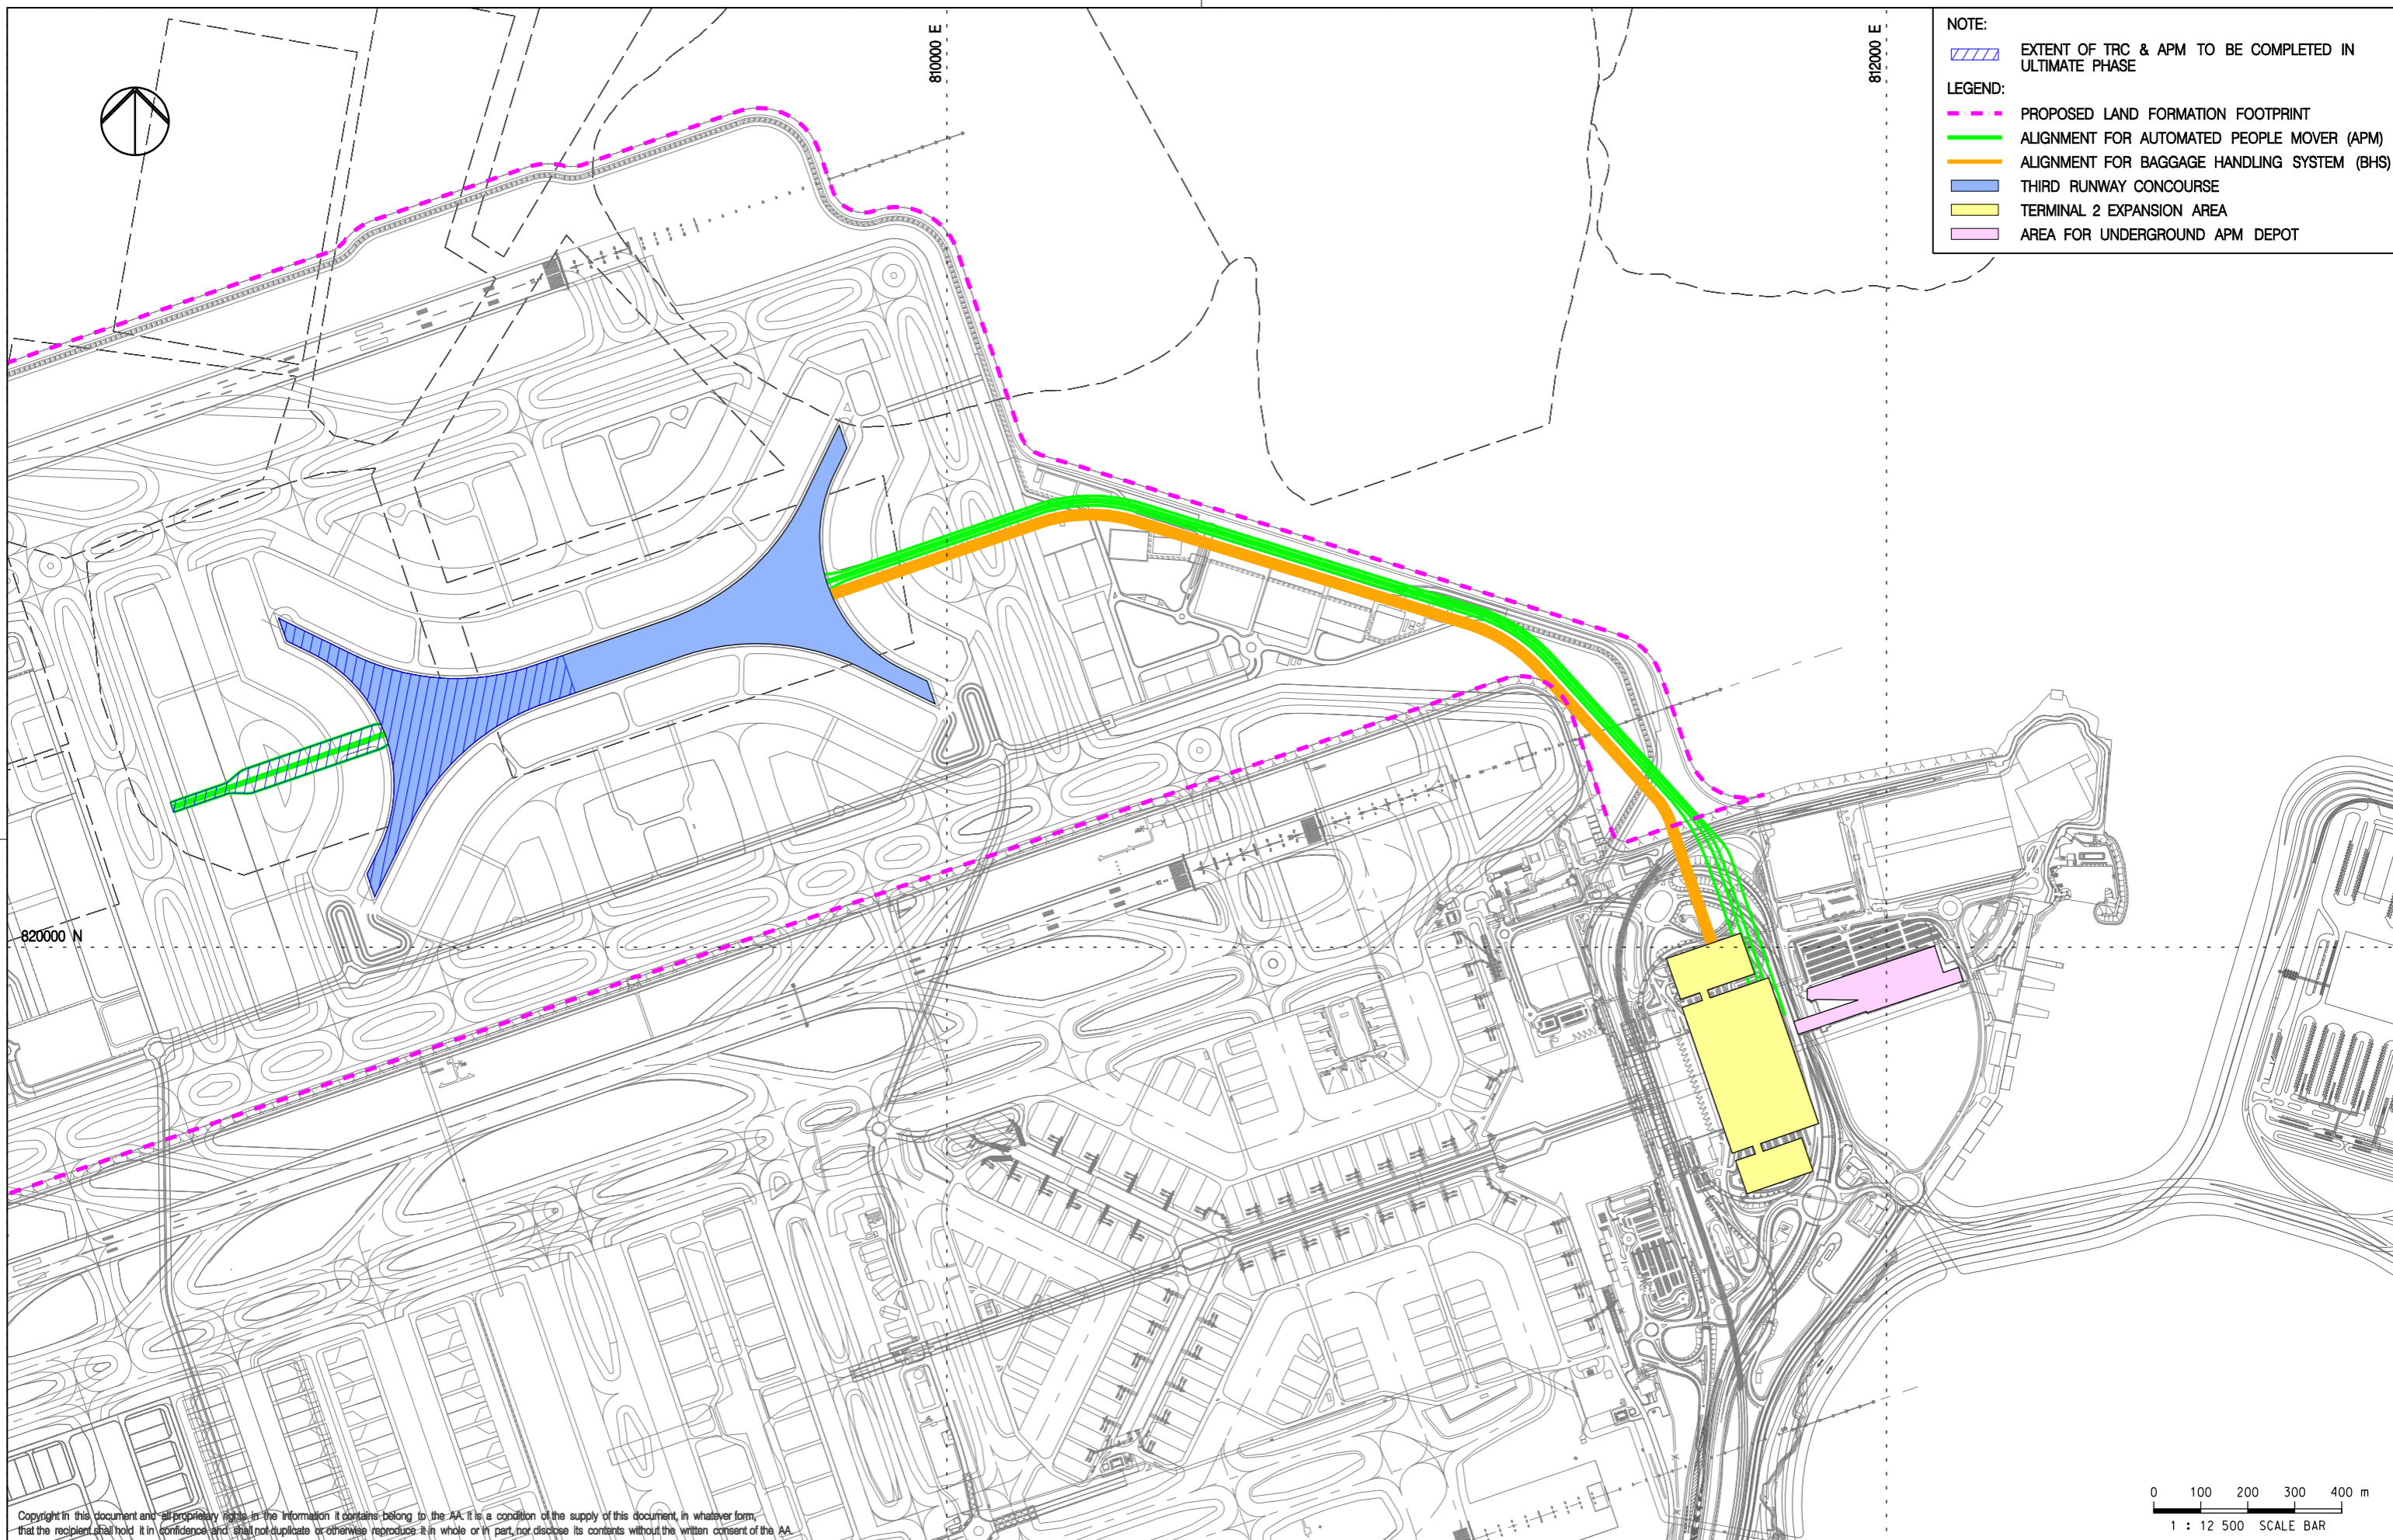 810000 E
812000 E
NOTE:
EXTENT OF TRC & APM TO BE COMPLETED IN
ULTIMATE PHASE
LEGEND:
PROPOSED LAND FORMATION FOOTPRINT
ALIGNMENT FOR AUTOMATED PEOPLE MOVER (APM)
ALIGNMENT FOR BAGGAGE HANDLING SYSTEM (BHS)
THIRD RUNWAY CONCOURSE
TERMINAL 2 EXPANSION AREA
AREA FOR UNDERGROUND APM DEPOT
820000 N
0 100 200 300 400 m
1 : 12 500 SCALE BAR
Copyright in this document and all proprietary rights in the information it contains belong to the AA. It is a condition of the supply of this document, in whatever form,
that the recipient shall hold it in confidence and shall not duplicate or otherwise reproduce it in whole or in part, nor disclose its contents without the written consent of the AA.